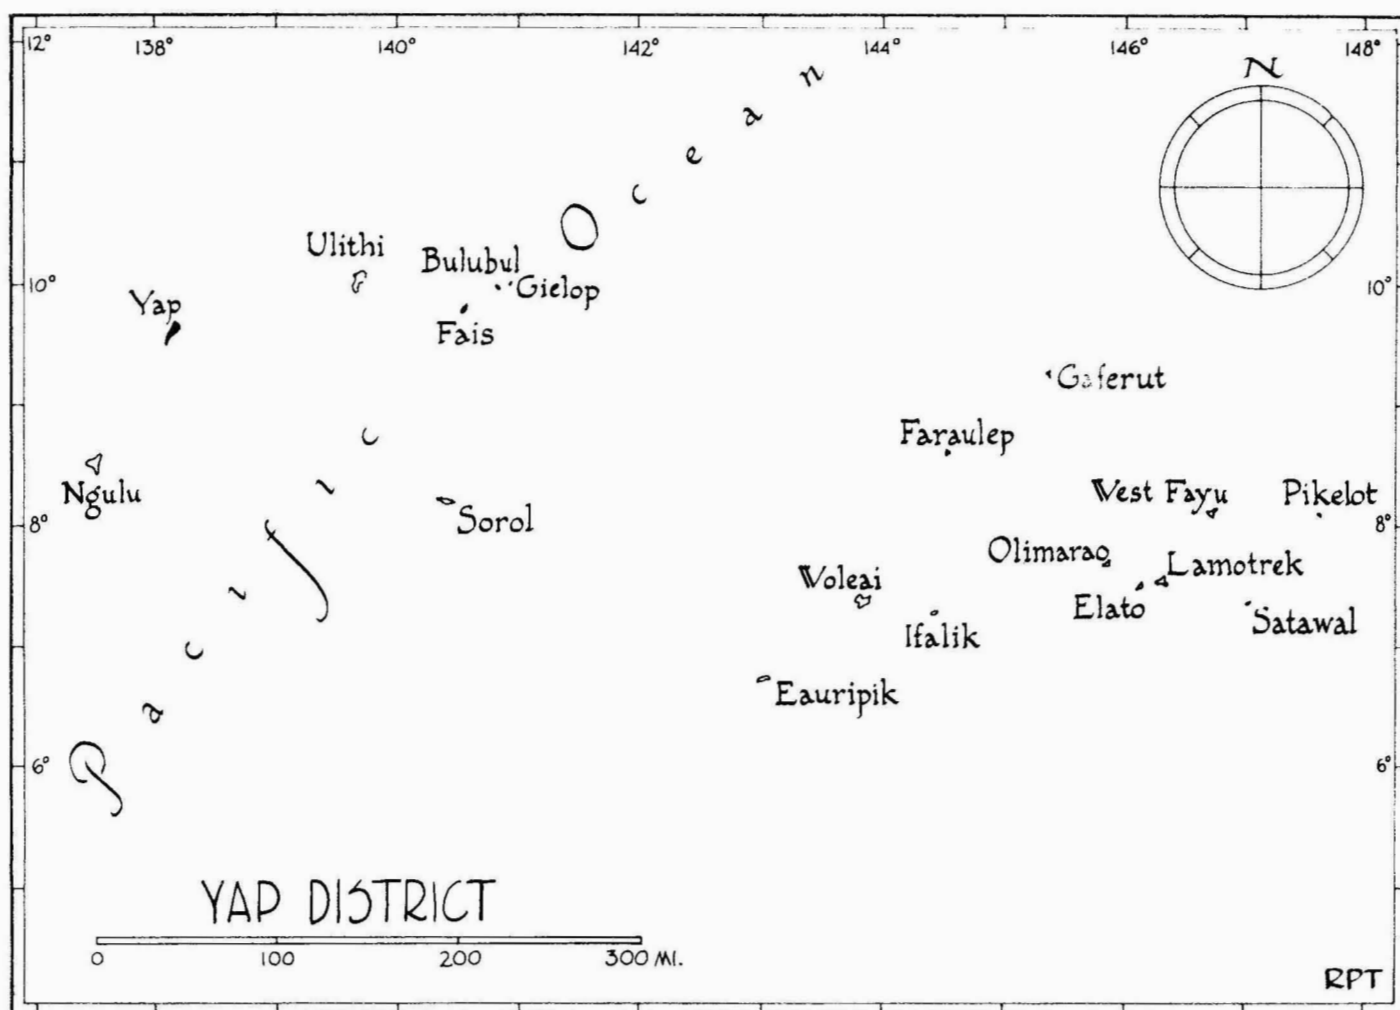 12° 138° 140° 142° 144° 146° 148°
N
Pacific Ocean
Ulithi
Bulubul
10° Gielop 10°
Yap
Fais
Gaferut
Faraulep
Ngulu West Fayu Pikelot
8° Sorol 8°
Olimarao
Lamotrek
Woleai
Elato
Satawal
Ifalik
Eauripik
6° 6°
YAP DISTRICT
0 100 200 300 MI.
RPT